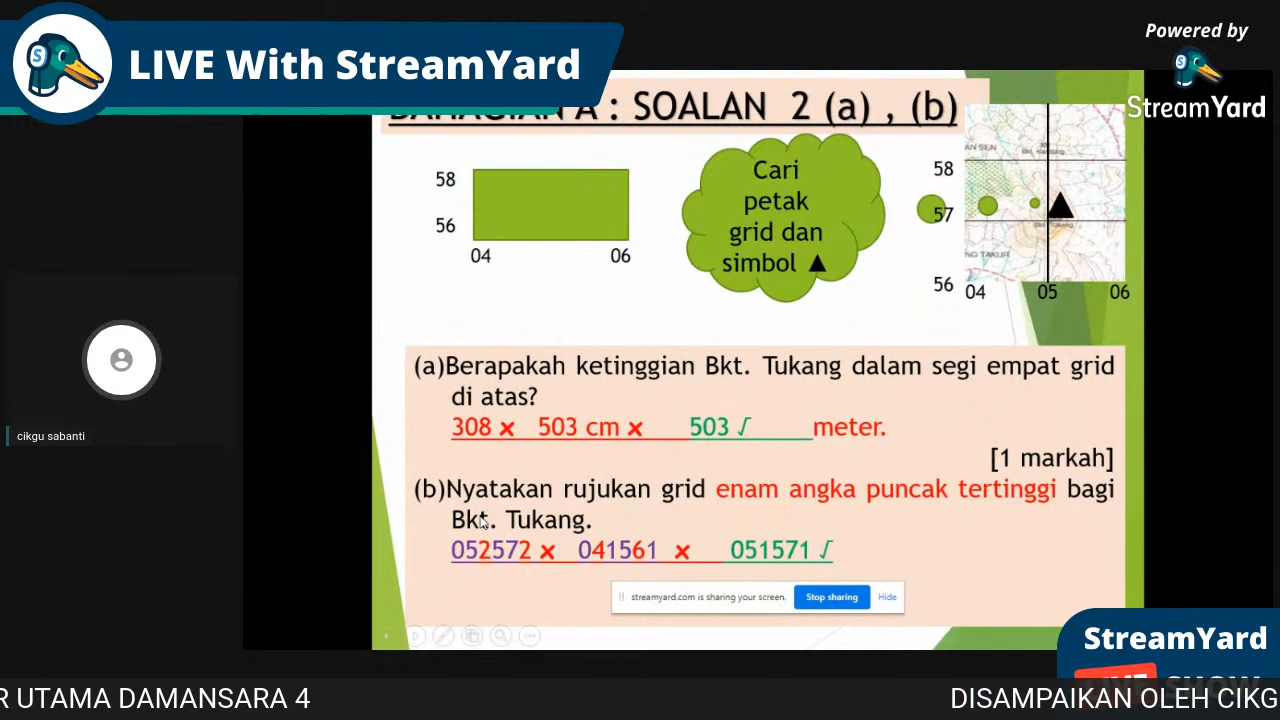 LIVE With StreamYard
Powered by
StreamYard
A : SOALAN 2 (a) , (b)
58
56
04 06
Cari
petak
grid dan
simbol ▲
58
57
56
04 05 06
(a)Berapakah ketinggian Bkt. Tukang dalam segi empat grid
di atas?
308 × 503 cm × 503 √ meter.
[1 markah]
(b)Nyatakan rujukan grid enam angka puncak tertinggi bagi
Bkt. Tukang.
052572 × 041561 × 051571 √
streamyard.com is sharing your screen. Stop sharing Hide
cikgu sabanti
StreamYard
LIVE SHOW
R UTAMA DAMANSARA 4
DISAMPAIKAN OLEH CIKG